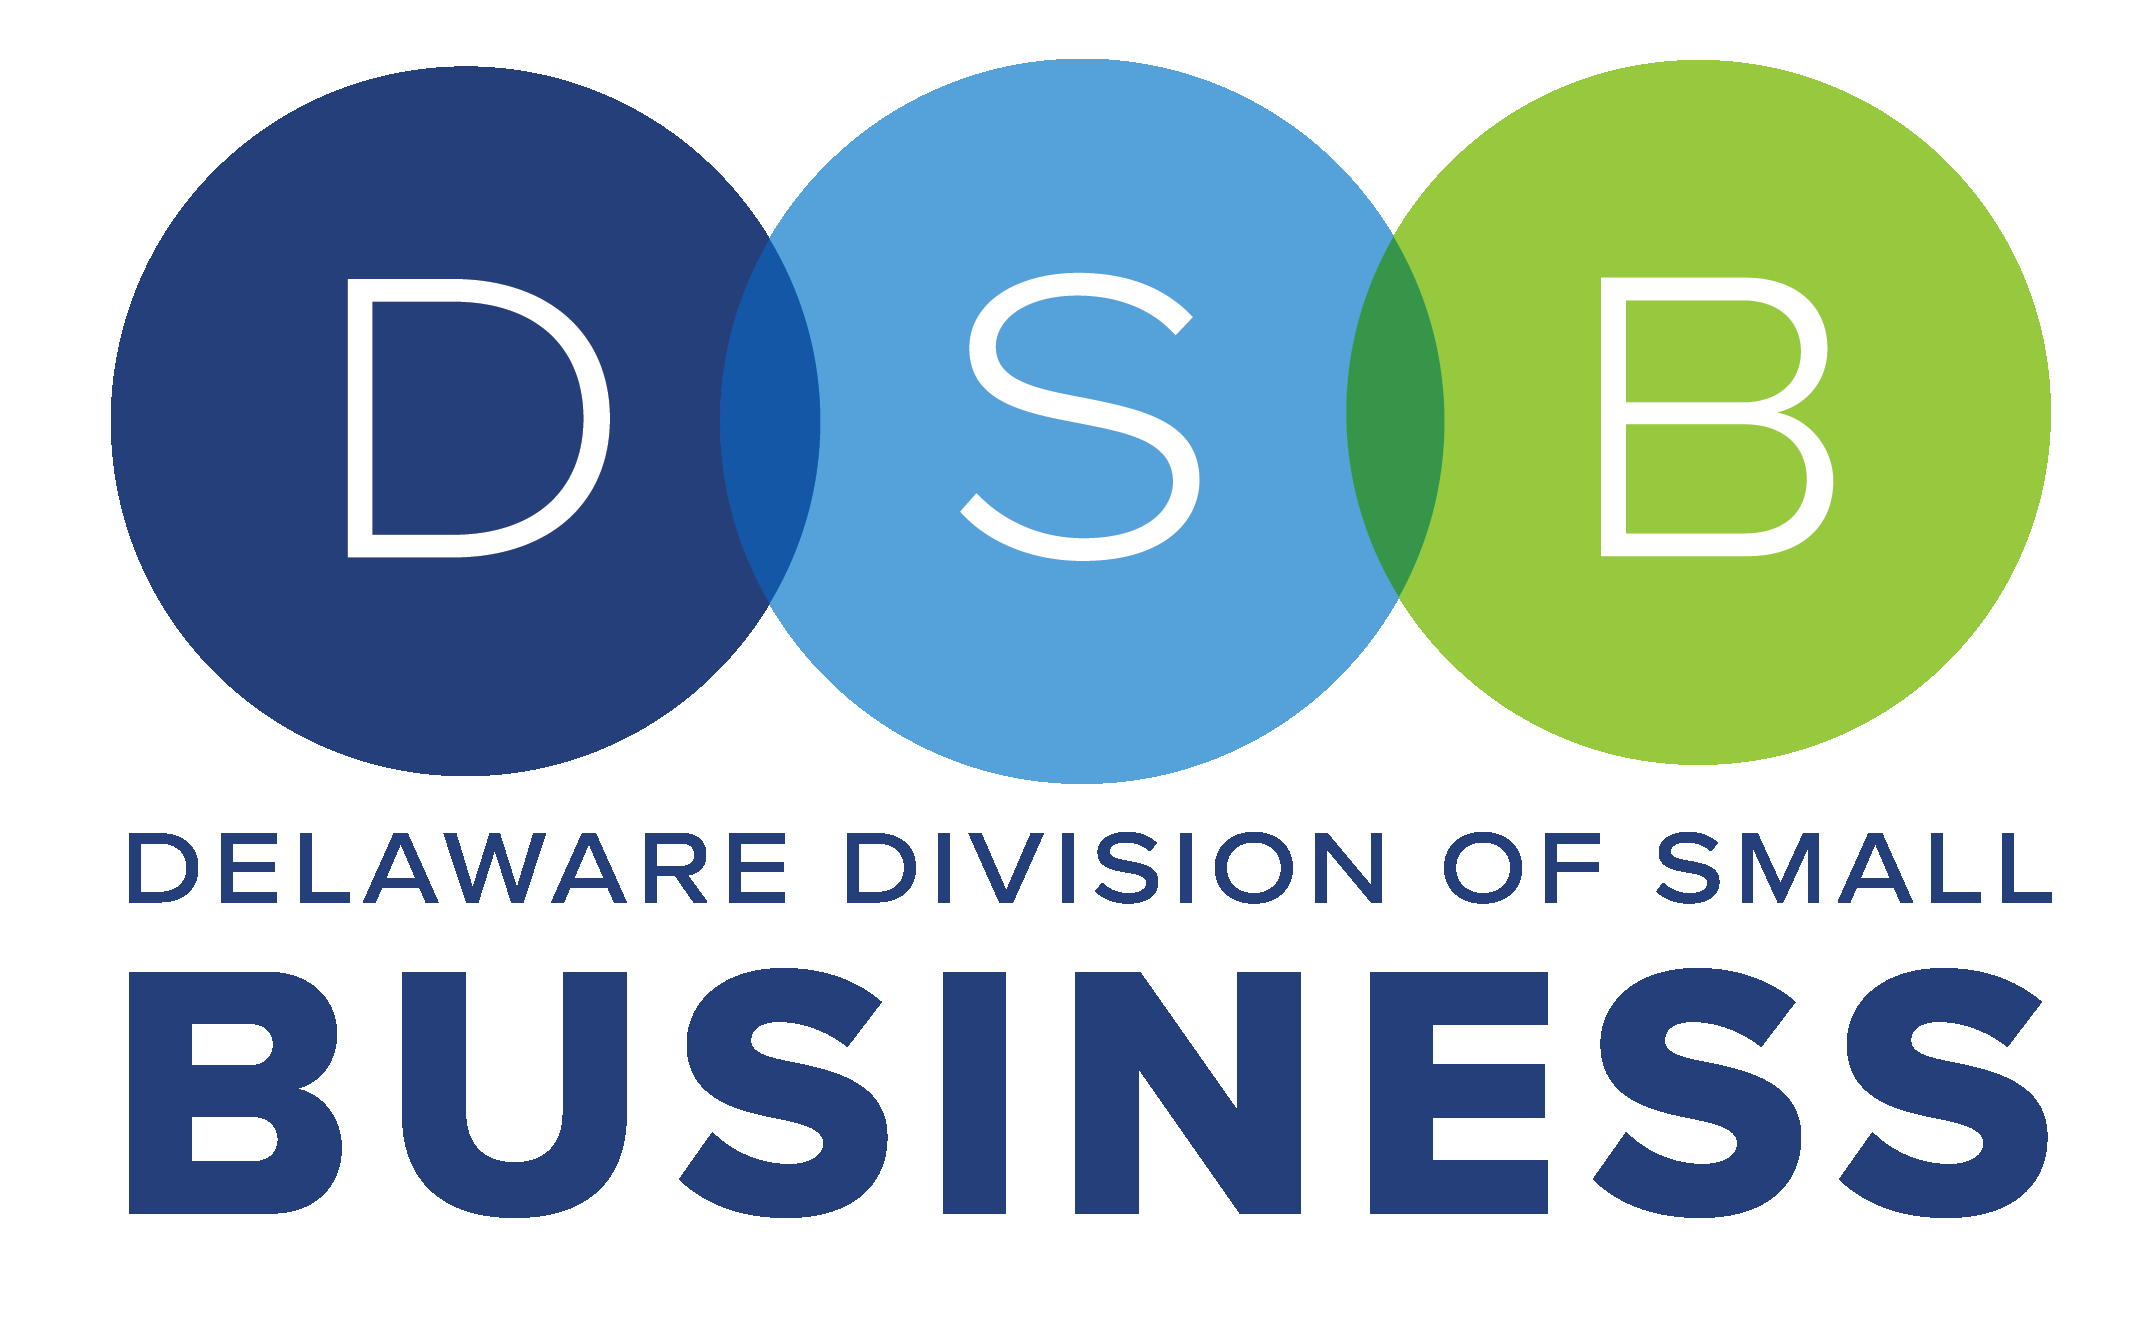 D S B
DELAWARE DIVISION OF SMALL
BUSINESS